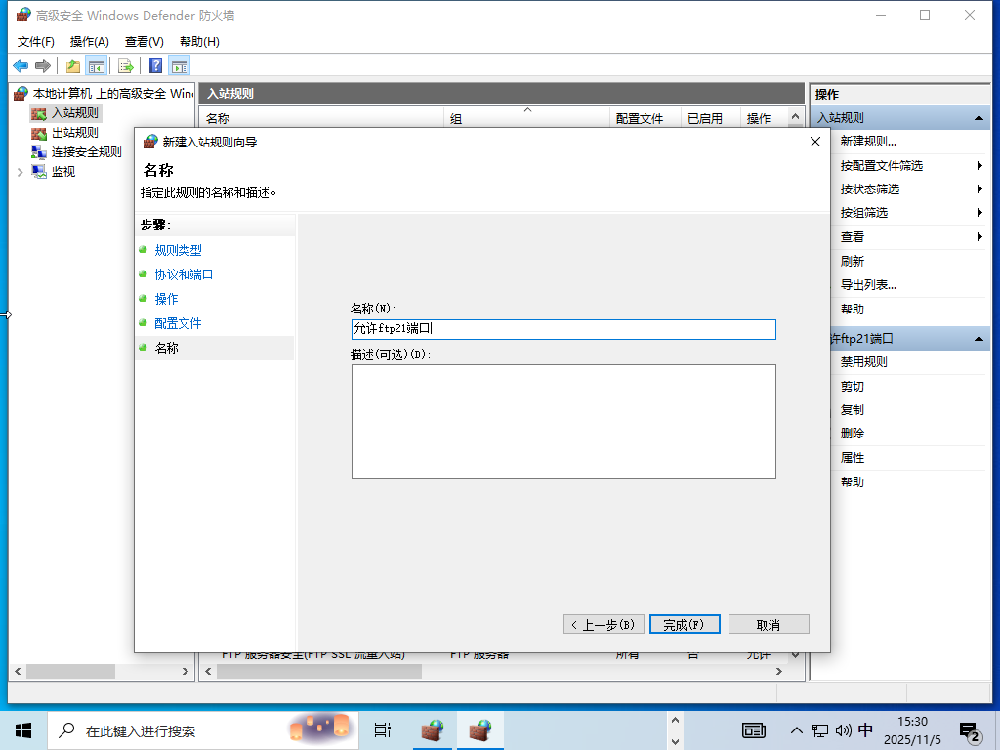 高级安全 Windows Defender 防火墙
文件(F) 操作(A) 查看(V) 帮助(H)
本地计算机 上的高级安全 Win
入站规则
出站规则
连接安全规则
监视
入站规则
名称 组 配置文件 已启用 操作
FTP 服务器安全(FTP SSL 流量入站) FTP 服务器 所有 否 允许
操作
入站规则
新建规则...
按配置文件筛选
按状态筛选
按组筛选
查看
刷新
导出列表...
帮助
许ftp21端口
禁用规则
剪切
复制
删除
属性
帮助
新建入站规则向导
名称
指定此规则的名称和描述。
步骤:
规则类型
协议和端口
操作
配置文件
名称
名称(N):
允许ftp21端口
描述(可选)(D):
< 上一步(B) 完成(F) 取消
在此键入进行搜索
中
15:30
2025/11/5
2